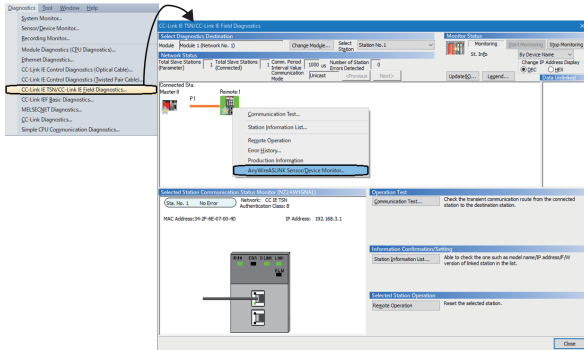 Diagnostics Tool Window Help
System Monitor...
Sensor/Device Monitor...
Recording Monitor...
Module Diagnostics (CPU Diagnostics)...
Ethernet Diagnostics...
CC-Link IE Control Diagnostics (Optical Cable)...
CC-Link IE Control Diagnostics (Twisted Pair Cable)...
CC-Link IE TSN/CC-Link IE Field Diagnostics...
CC-Link IEF Basic Diagnostics...
MELSECNET Diagnostics...
CC-Link Diagnostics...
Simple CPU Communication Diagnostics...
CC-Link IE TSN/CC-Link IE Field Diagnostics
Select Diagnostics Destination
Module Module 1 (Network No. 1) Change Module... Select Station Station No.1
Monitor Status
Monitoring Start Monitoring Stop Monitoring
St. Info By Device Name
Change IP Address Display
DEC HEX
Network Status
Total Slave Stations (Parameter) 1 Total Slave Stations (Connected) 1 Comm. Period Interval Value 1000 us Number of Station Errors Detected 0
Communication Mode Unicast <Previous Next>
Legend...
Data Unlinked
Connected Sta.
Master:0 Remote:1
P1
Communication Test...
Station Information List...
Remote Operation
Error History...
Production Information
AnyWireASLINK Sensor/Device Monitor...
Selected Station Communication Status Monitor (NZ2AW1GNAL)
Sta. No. 1 No Error
Network: CC IE TSN
Authentication Class: B
MAC Address:34-2F-6E-07-00-4D IP Address: 192.168.3.1
RUN ERR D LINK LINK
ALM
Operation Test
Communication Test... Check the transient communication route from the connected station to the destination station.
Information Confirmation/Setting
Station Information List... Able to check the one such as model name/IP address/F/W version of linked station in the list.
Selected Station Operation
Remote Operation Reset the selected station.
Close